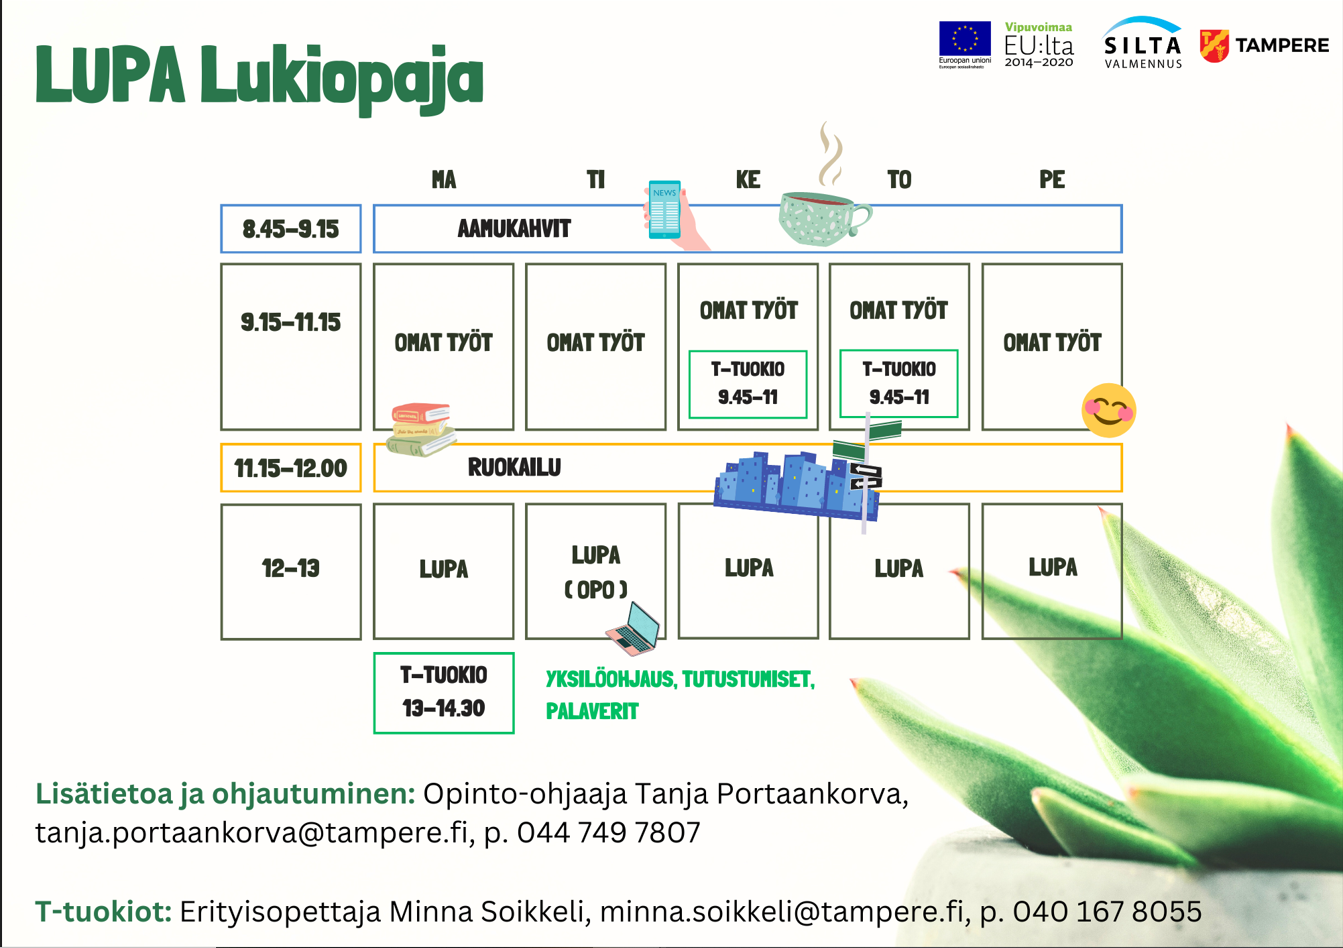 LUPA Lukiopaja
Euroopan unioni
Euroopan sosiaalirahasto
Vipuvoimaa
EU:lta
2014–2020
SILTA
VALMENNUS
TAMPERE
MA TI KE TO PE
8.45–9.15 AAMUKAHVIT
NEWS
9.15–11.15
OMAT TYÖT
OMAT TYÖT
OMAT TYÖT
T–TUOKIO
9.45–11
OMAT TYÖT
T–TUOKIO
9.45–11
OMAT TYÖT
11.15–12.00 RUOKAILU
12–13
LUPA
LUPA
( OPO )
LUPA
LUPA
LUPA
T–TUOKIO
13–14.30
YKSILÖOHJAUS, TUTUSTUMISET,
PALAVERIT
Lisätietoa ja ohjautuminen: Opinto-ohjaaja Tanja Portaankorva,
tanja.portaankorva@tampere.fi, p. 044 749 7807
T-tuokiot: Erityisopettaja Minna Soikkeli, minna.soikkeli@tampere.fi, p. 040 167 8055